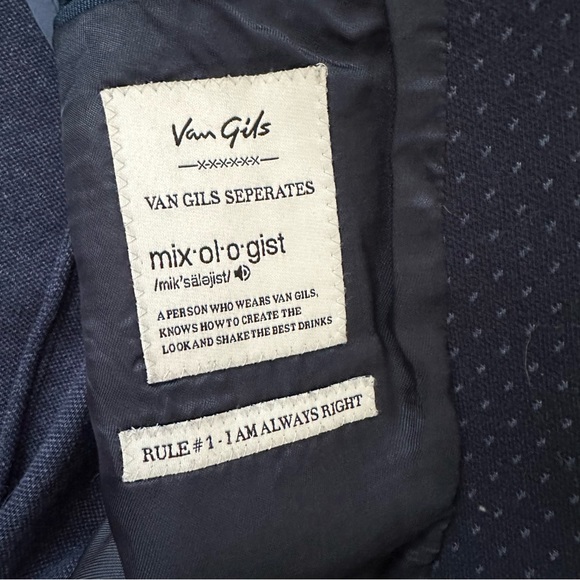 Van Gils
-x-x-x-x-x-x-
VAN GILS SEPERATES
mix·ol·o·gist
/mik'säləjist/
A PERSON WHO WEARS VAN GILS,
KNOWS HOW TO CREATE THE
LOOK AND SHAKE THE BEST DRINKS
RULE #1 - I AM ALWAYS RIGHT